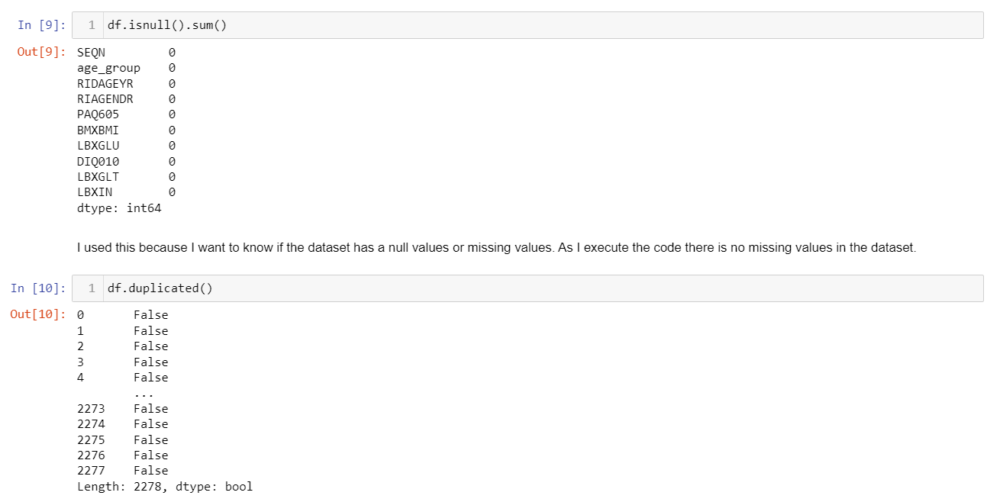 In [9]: 1 df.isnull().sum()
Out[9]: SEQN 0
age_group 0
RIDAGEYR 0
RIAGENDR 0
PAQ605 0
BMXBMI 0
LBXGLU 0
DIQ010 0
LBXGLT 0
LBXIN 0
dtype: int64
I used this because I want to know if the dataset has a null values or missing values. As I execute the code there is no missing values in the dataset.
In [10]: 1 df.duplicated()
Out[10]: 0 False
1 False
2 False
3 False
4 False
...
2273 False
2274 False
2275 False
2276 False
2277 False
Length: 2278, dtype: bool